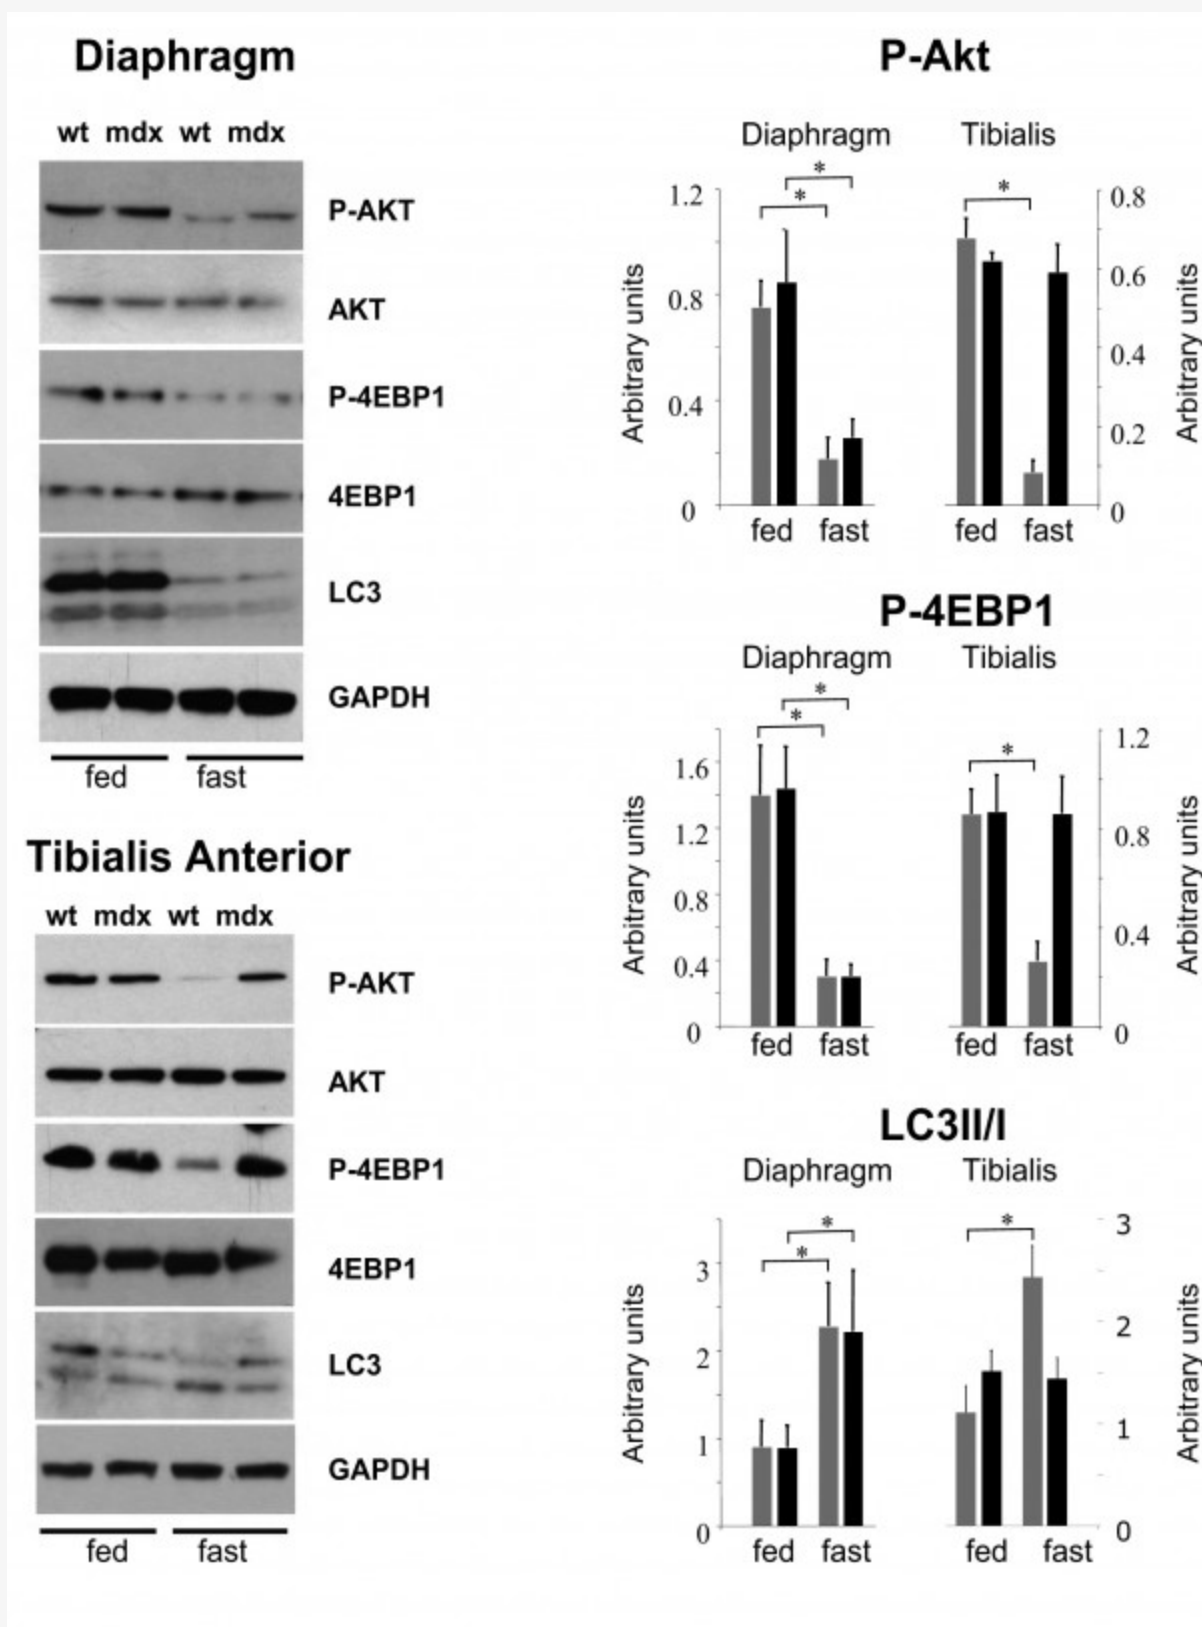 Diaphragm
wt mdx wt mdx
P-AKT
AKT
P-4EBP1
4EBP1
LC3
GAPDH
fed fast
Tibialis Anterior
wt mdx wt mdx
P-AKT
AKT
P-4EBP1
4EBP1
LC3
GAPDH
fed fast
P-Akt
Diaphragm Tibialis
* * *
Arbitrary units
1.2
0.8
0.4
0
fed fast
fed fast
0.8
0.6
0.4
0.2
0
Arbitrary units
P-4EBP1
Diaphragm Tibialis
* * *
Arbitrary units
1.6
1.2
0.8
0.4
0
fed fast
fed fast
1.2
0.8
0.4
0
Arbitrary units
LC3II/I
Diaphragm Tibialis
* * *
Arbitrary units
3
2
1
0
fed fast
fed fast
3
2
1
0
Arbitrary units